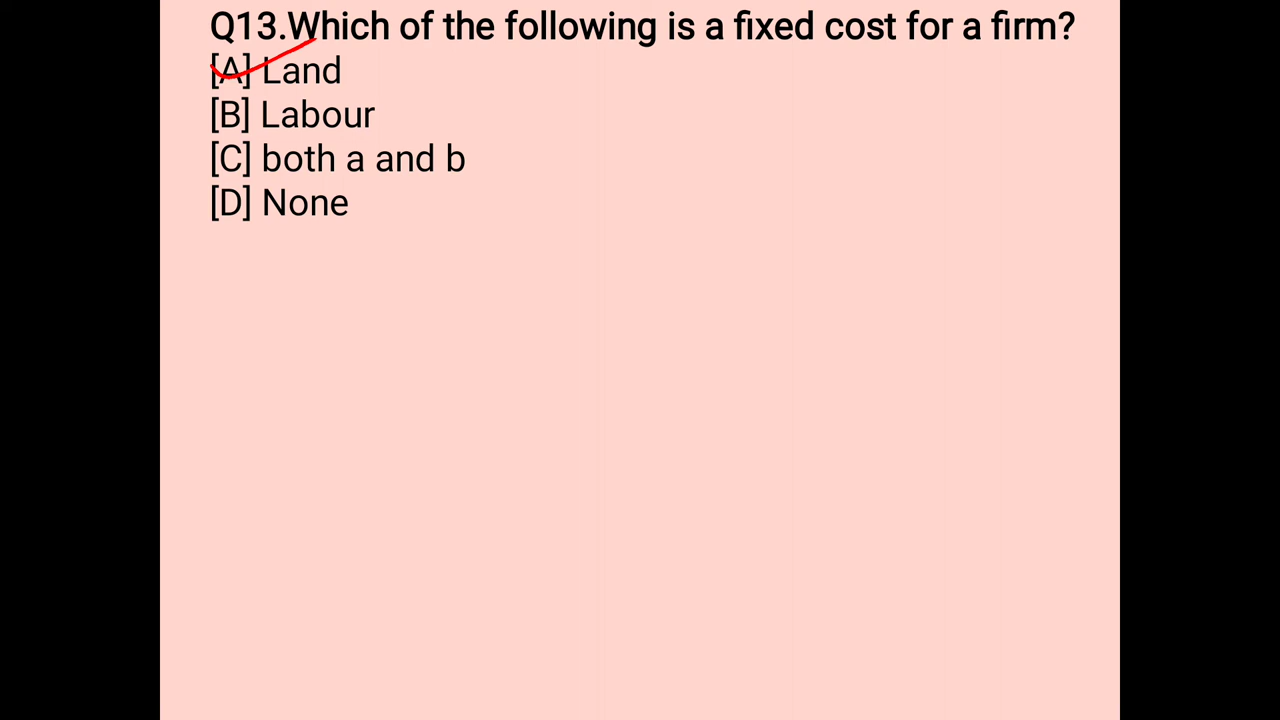 Q13.Which of the following is a fixed cost for a firm?
[A] Land
[B] Labour
[C] both a and b
[D] None